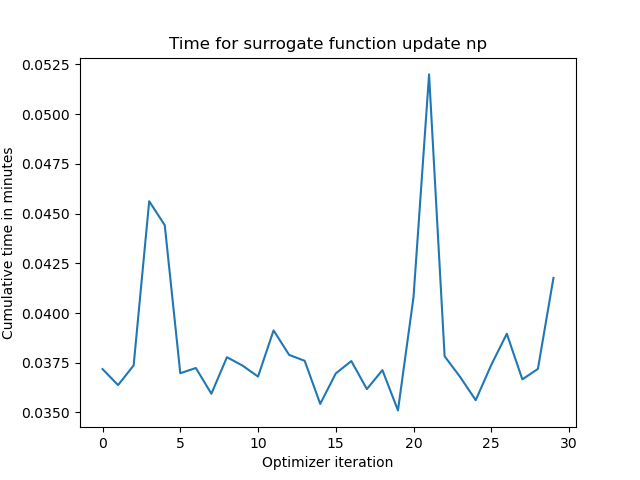 Time for surrogate function update np
0.0525
0.0500
0.0475
0.0450
0.0425
0.0400
0.0375
0.0350
Cumulative time in minutes
0 5 10 15 20 25 30
Optimizer iteration